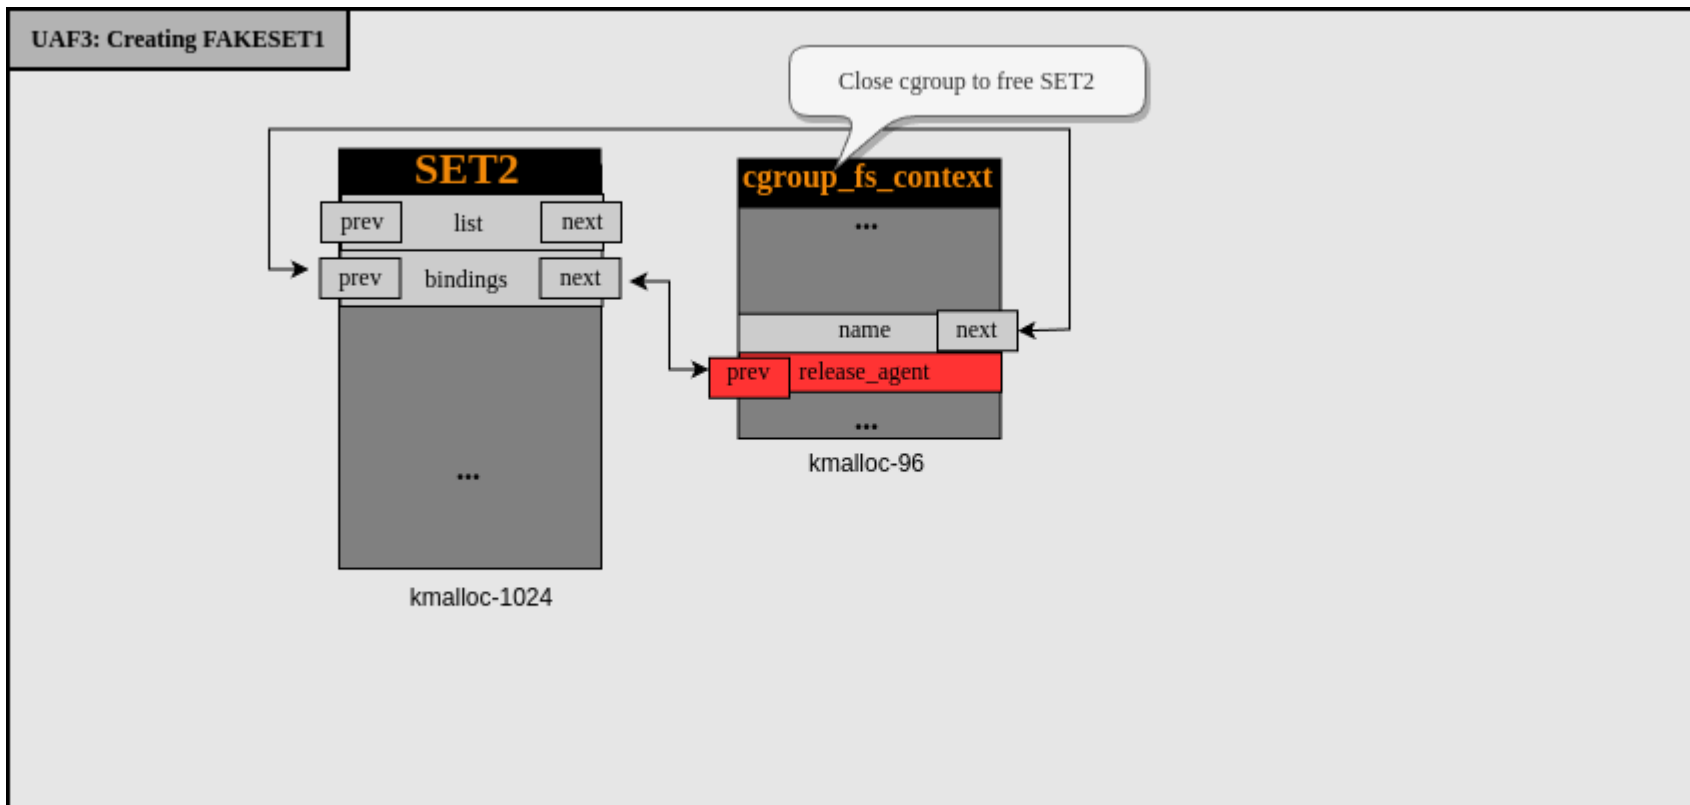 UAF3: Creating FAKESET1
Close cgroup to free SET2
SET2
prev list next
prev bindings next
...
kmalloc-1024
cgroup_fs_context
...
name next
prev release_agent
...
kmalloc-96